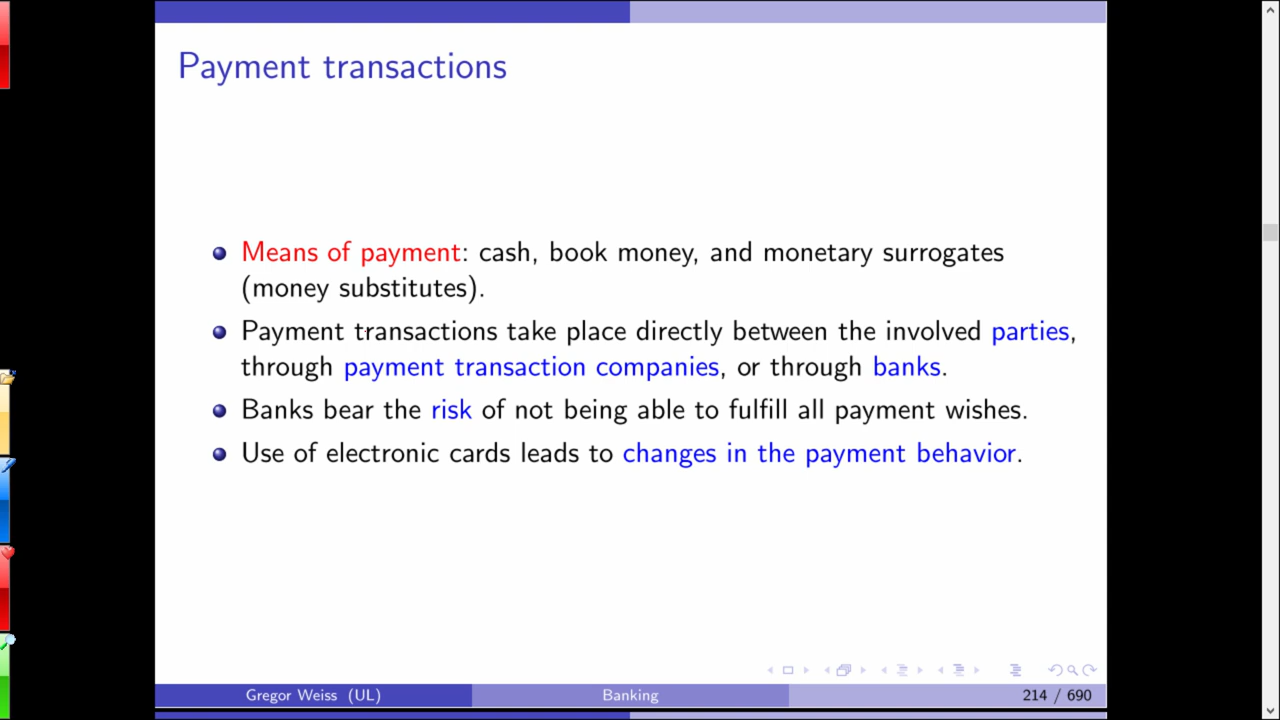 Payment transactions
Means of payment: cash, book money, and monetary surrogates
(money substitutes).
Payment transactions take place directly between the involved parties,
through payment transaction companies, or through banks.
Banks bear the risk of not being able to fulfill all payment wishes.
Use of electronic cards leads to changes in the payment behavior.
Gregor Weiss (UL) Banking 214 / 690